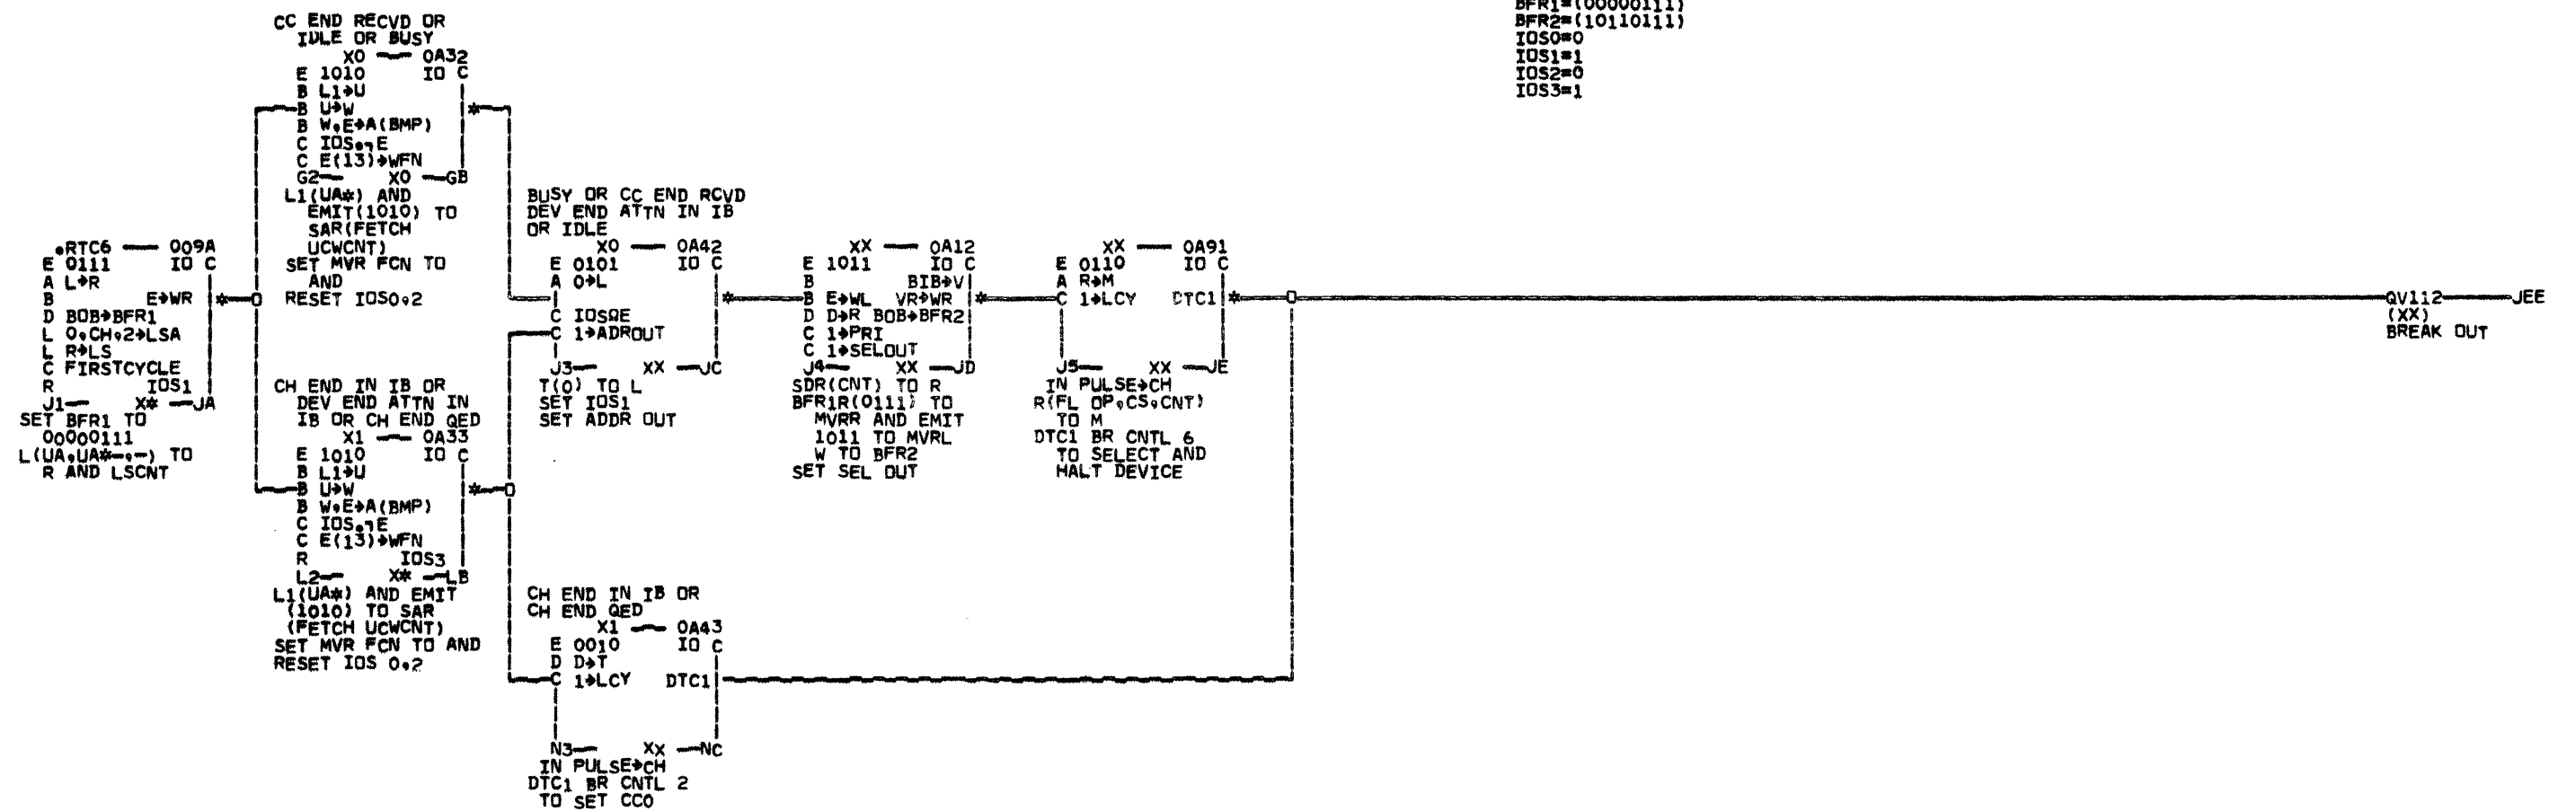 BFR1=(00000111)
BFR2=(10110111)
IOS0=0
IOS1=1
IOS2=0
IOS3=1
CC END RECVD OR
IDLE OR BUSY
X0 — 0A32
E 1010 IO C
B L1→U
B U→W *
B W,E→A(BMP)
C IOS.¬E
C E(13)→WFN
G2— X0 —GB
L1(UA*) AND
EMIT(1010) TO
SAR(FETCH
UCWCNT)
SET MVR FCN TO
AND
RESET IOS0,2
.RTC6 — 009A
E 0111 IO C
A L→R
B E→WR *
D BOB→BFR1
L 0,CH,2→LSA
L R→LS
C FIRSTCYCLE
R IOS1
J1— X* —JA
SET BFR1 TO
00000111
L(UA,UA*-,-) TO
R AND LSCNT
CH END IN IB OR
DEV END ATTN IN
IB OR CH END QED
X1 — 0A33
E 1010 IO C
B L1→U
B U→W *
B W,E→A(BMP)
C IOS.¬E
C E(13)→WFN
R IOS3
L2— X* —LB
L1(UA*) AND EMIT
(1010) TO SAR
(FETCH UCWCNT)
SET MVR FCN TO AND
RESET IOS 0,2
BUSY OR CC END RCVD
DEV END ATTN IN IB
OR IDLE
X0 — 0A42
E 0101 IO C
A 0→L
*
C IOSΩE
C 1→ADROUT
J3— XX —JC
T(0) TO L
SET IOS1
SET ADDR OUT
CH END IN IB OR
CH END QED
X1 — 0A43
E 0010 IO C
D D→T
C 1→LCY DTC1
N3— XX —NC
IN PULSE→CH
DTC1 BR CNTL 2
TO SET CC0
XX — 0A12
E 1011 IO C
B BIB→V
B E→WL VR→WR *
D D→R BOB→BFR2
C 1→PRI
C 1→SELOUT
J4— XX —JD
SDR(CNT) TO R
BFR1R(0111) TO
MVRR AND EMIT
1011 TO MVRL
W TO BFR2
SET SEL OUT
XX — 0A91
E 0110 IO C
A R→M
C 1→LCY DTC1 *
J5— XX —JE
IN PULSE→CH
R(FL OP,CS,CNT)
TO M
DTC1 BR CNTL 6
TO SELECT AND
HALT DEVICE
QV112 — JEE
(XX)
BREAK OUT